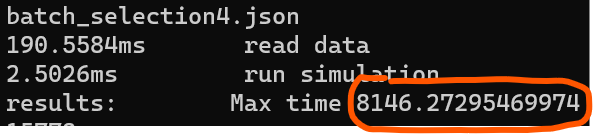 batch_selection4.json
190.5584ms read data
2.5026ms run simulation
results: Max time 8146.27295469974